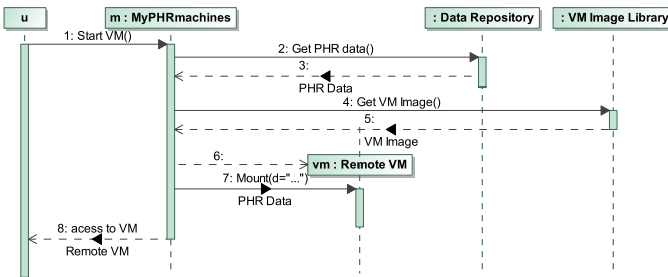 u
m : MyPHRmachines
: Data Repository
: VM Image Library
1: Start VM()
2: Get PHR data()
3:
PHR Data
4: Get VM Image()
5:
VM Image
6:
vm : Remote VM
7: Mount(d="...")
PHR Data
8: acess to VM
Remote VM